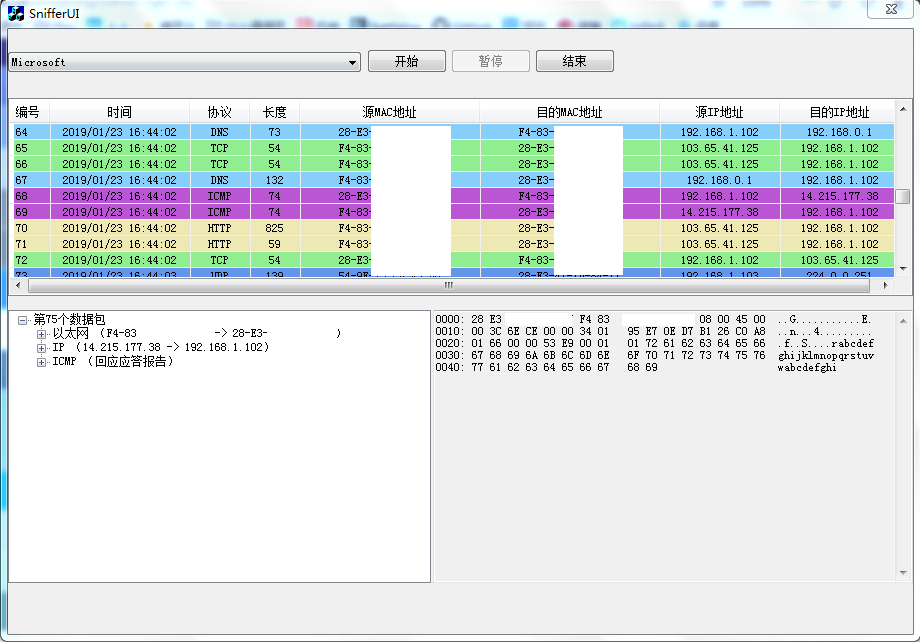 SnifferUI
Microsoft 开始 暂停 结束
编号 时间 协议 长度 源MAC地址 目的MAC地址 源IP地址 目的IP地址
64 2019/01/23 16:44:02 DNS 73 28-E3- F4-83- 192.168.1.102 192.168.0.1
65 2019/01/23 16:44:02 TCP 54 F4-83- 28-E3- 103.65.41.125 192.168.1.102
66 2019/01/23 16:44:02 TCP 54 F4-83- 28-E3- 103.65.41.125 192.168.1.102
67 2019/01/23 16:44:02 DNS 132 F4-83- 28-E3- 192.168.0.1 192.168.1.102
68 2019/01/23 16:44:02 ICMP 74 28-E3- F4-83- 192.168.1.102 14.215.177.38
69 2019/01/23 16:44:02 ICMP 74 F4-83- 28-E3- 14.215.177.38 192.168.1.102
70 2019/01/23 16:44:02 HTTP 825 F4-83- 28-E3- 103.65.41.125 192.168.1.102
71 2019/01/23 16:44:02 HTTP 59 F4-83- 28-E3- 103.65.41.125 192.168.1.102
72 2019/01/23 16:44:02 TCP 54 28-E3- F4-83- 192.168.1.102 103.65.41.125
73 2019/01/23 16:44:03 UDP 139 192.168.1.103 224.0.0.251
第75个数据包
以太网 (F4-83 -> 28-E3- )
IP (14.215.177.38 -> 192.168.1.102)
ICMP (回应应答报告)
0000: 28 E3 F4 83 08 00 45 00 ..G..........E.
0010: 00 3C 6E CE 00 00 34 01 95 E7 0E D7 B1 26 C0 A8 ..n...4.........
0020: 01 66 00 00 53 E9 00 01 01 72 61 62 63 64 65 66 .f..S....rabcdef
0030: 67 68 69 6A 6B 6C 6D 6E 6F 70 71 72 73 74 75 76 ghijklmnopqrstuv
0040: 77 61 62 63 64 65 66 67 68 69 wabcdefghi